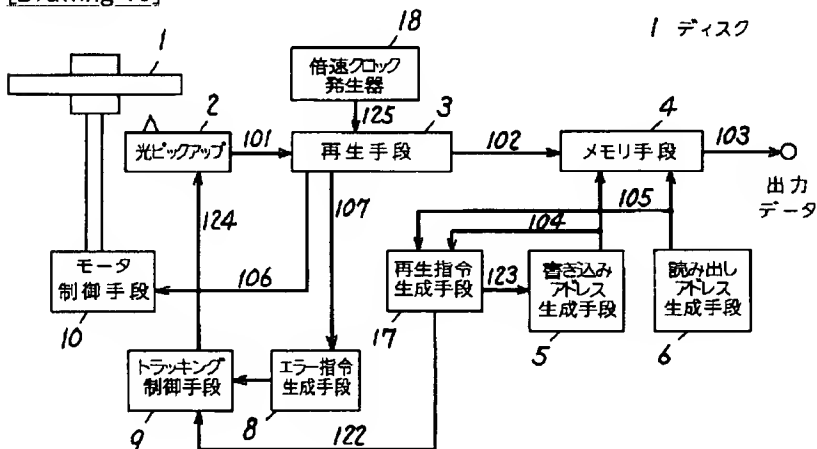 1 ディスク
18
倍速クロック
発生器
1
125
2
3
4
光ピックアップ
101
再生手段
102
メモリ手段
103
出力
データ
124
107
105
104
モータ
制御手段
106
再生指令
生成手段
123
書き込み
アドレス
生成手段
読み出し
アドレス
生成手段
10
17
5
6
トラッキング
制御手段
エラー指令
生成手段
9
8
122